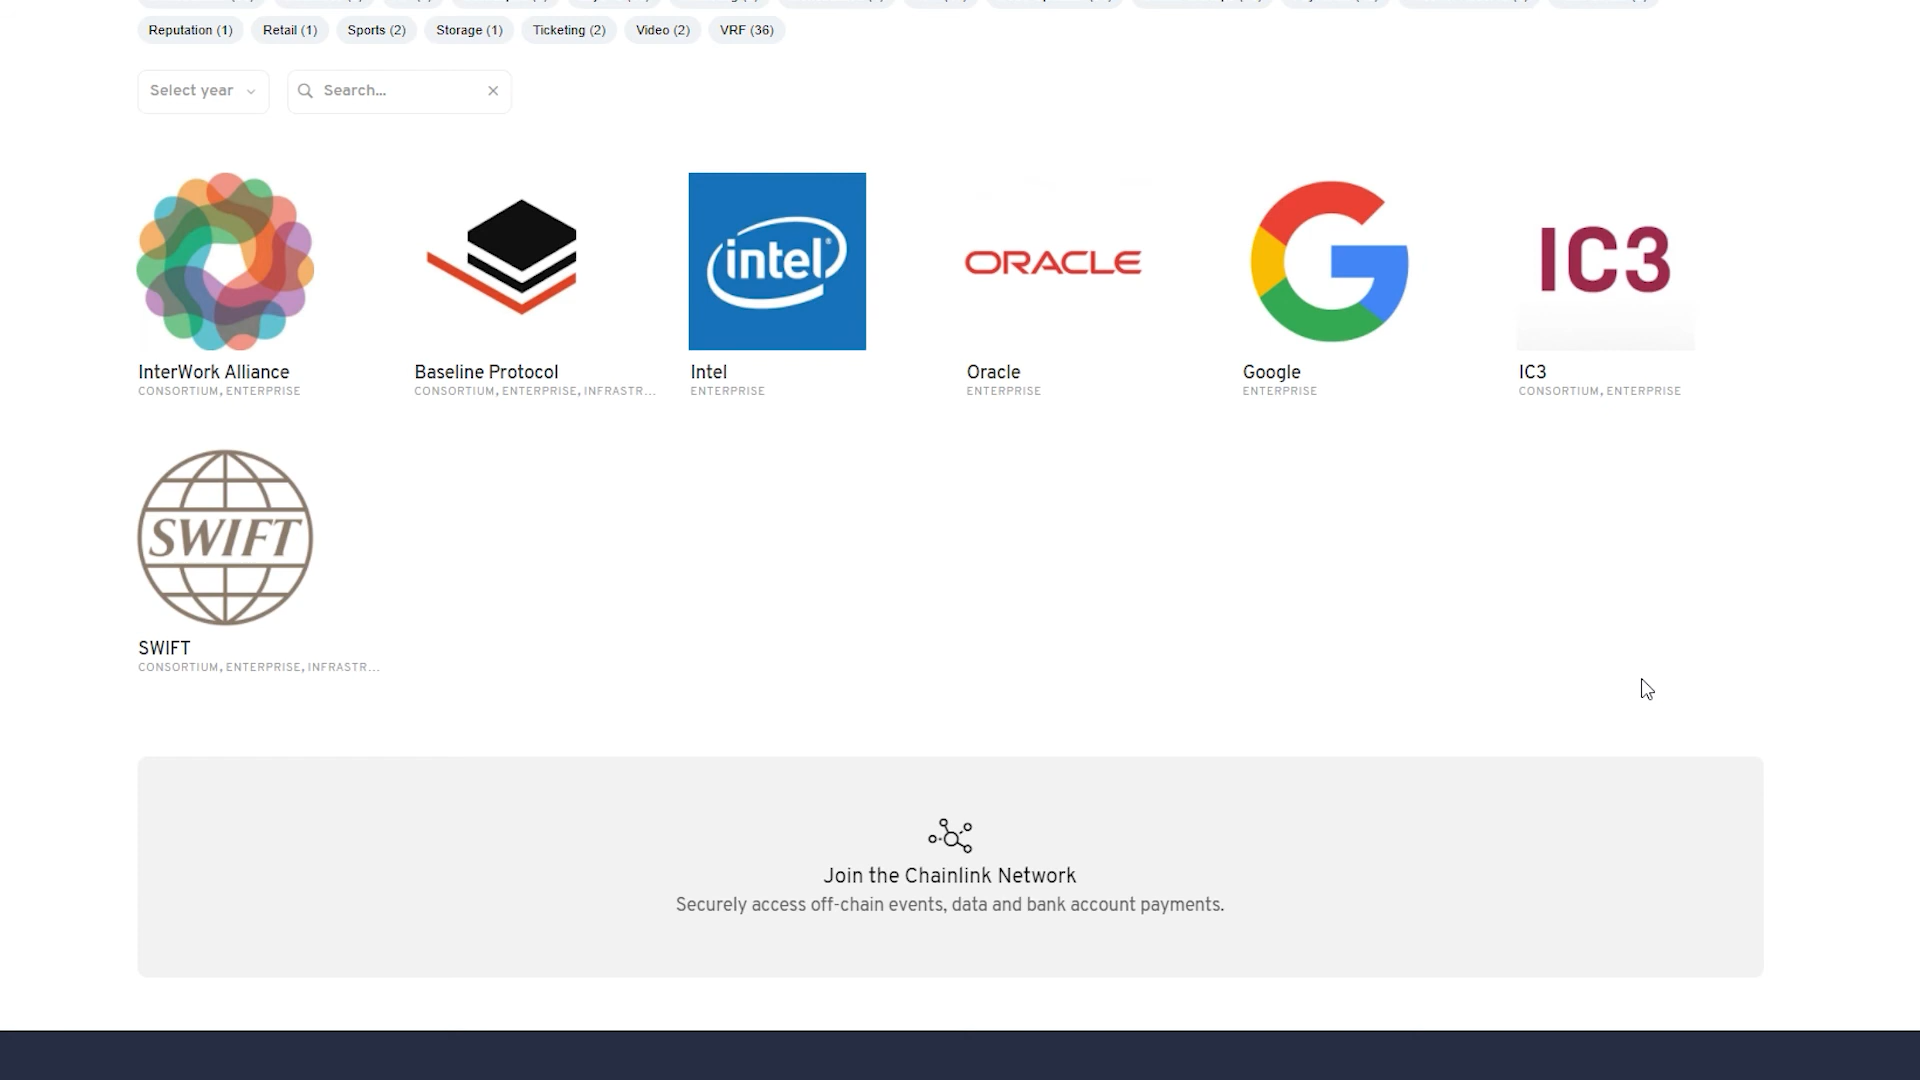 Reputation (1) Retail (1) Sports (2) Storage (1) Ticketing (2) Video (2) VRF (36)
Select year Search...
intel ORACLE IC3
InterWork Alliance Baseline Protocol Intel Oracle Google IC3
CONSORTIUM, ENTERPRISE CONSORTIUM, ENTERPRISE, INFRASTR... ENTERPRISE ENTERPRISE ENTERPRISE CONSORTIUM, ENTERPRISE
SWIFT
SWIFT
CONSORTIUM, ENTERPRISE, INFRASTR...
Join the Chainlink Network
Securely access off-chain events, data and bank account payments.